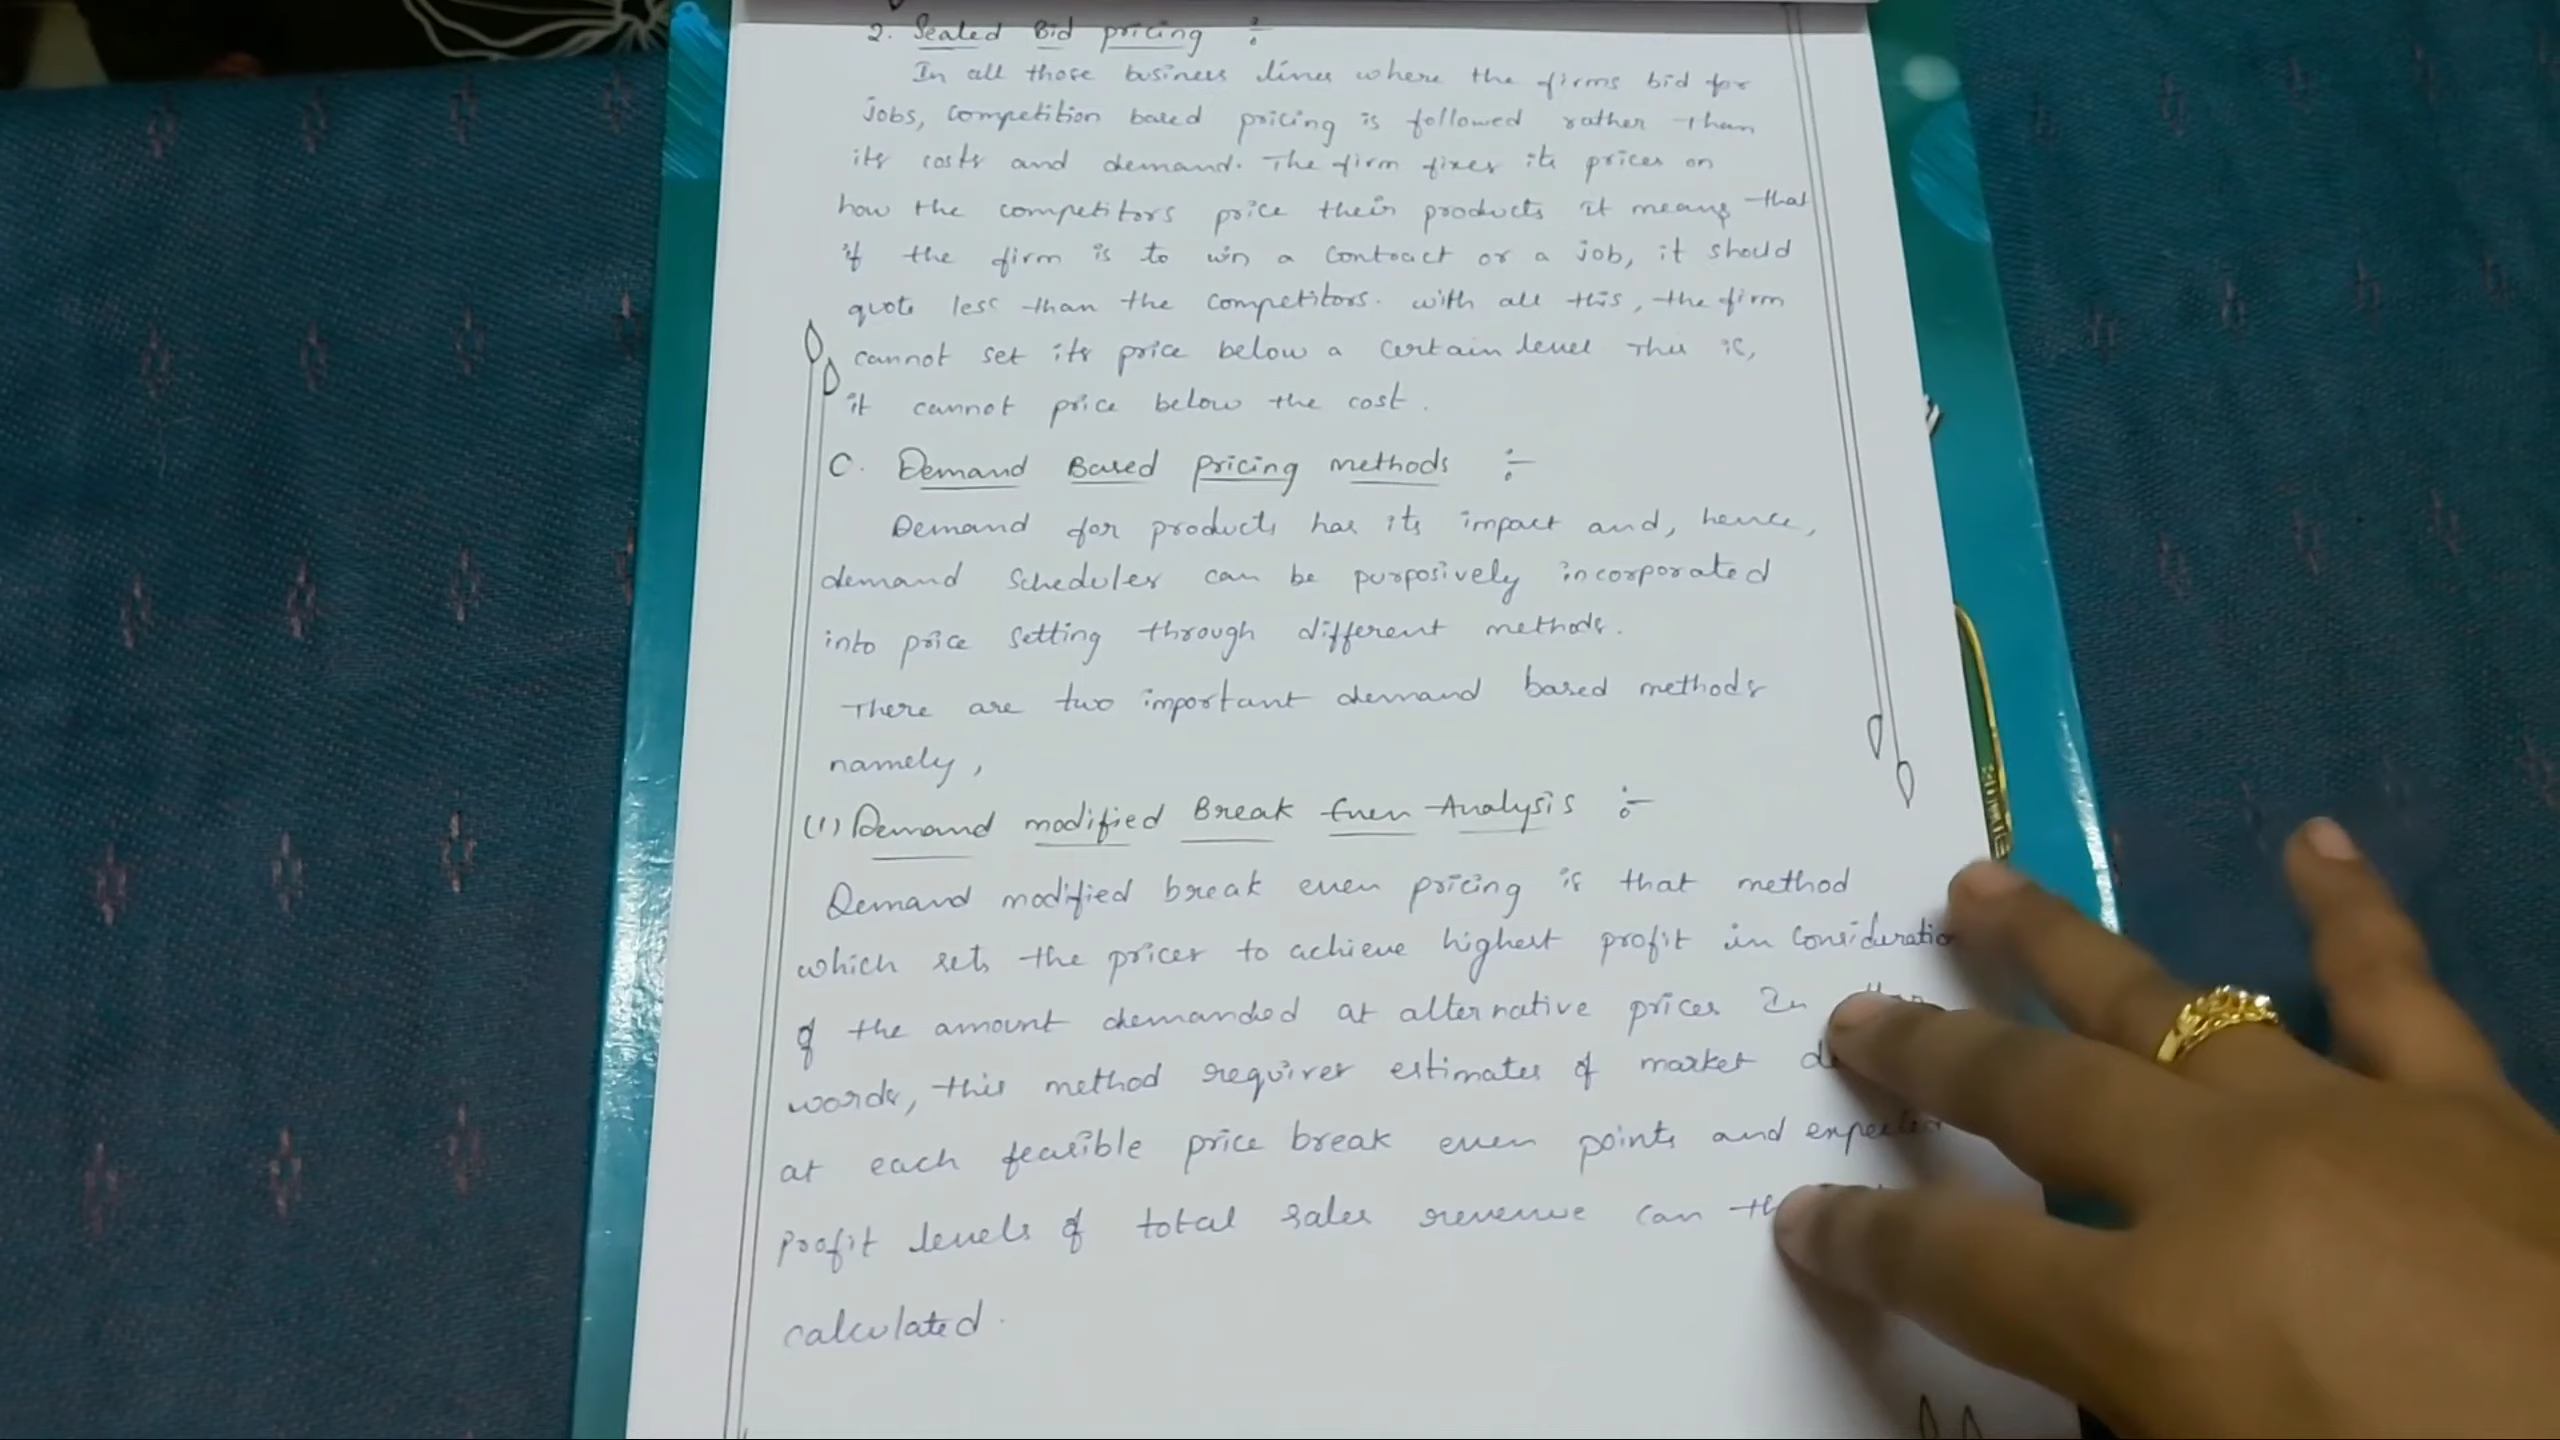 2. Sealed Bid pricing :-
In all those business lines where the firms bid for
Jobs, competition based pricing is followed rather than
its costs and demand. The firm fixes its prices on
how the competitors price their products it means that
if the firm is to win a contract or a job, it should
quote less than the competitors. with all this, the firm
cannot set its price below a certain level This is,
it cannot price below the cost.
C. Demand Based pricing methods :-
Demand for products has its impact and, hence,
demand schedules can be purposively incorporated
into price setting through different methods.
There are two important demand based methods
namely,
(1) Demand modified Break Even Analysis :-
Demand modified break even pricing is that method
which sets the prices to achieve highest profit in consideration
of the amount demanded at alternative prices In
words, this method requires estimates of market
at each feasible price break even points and
profit levels of total sales revenue can
calculated.